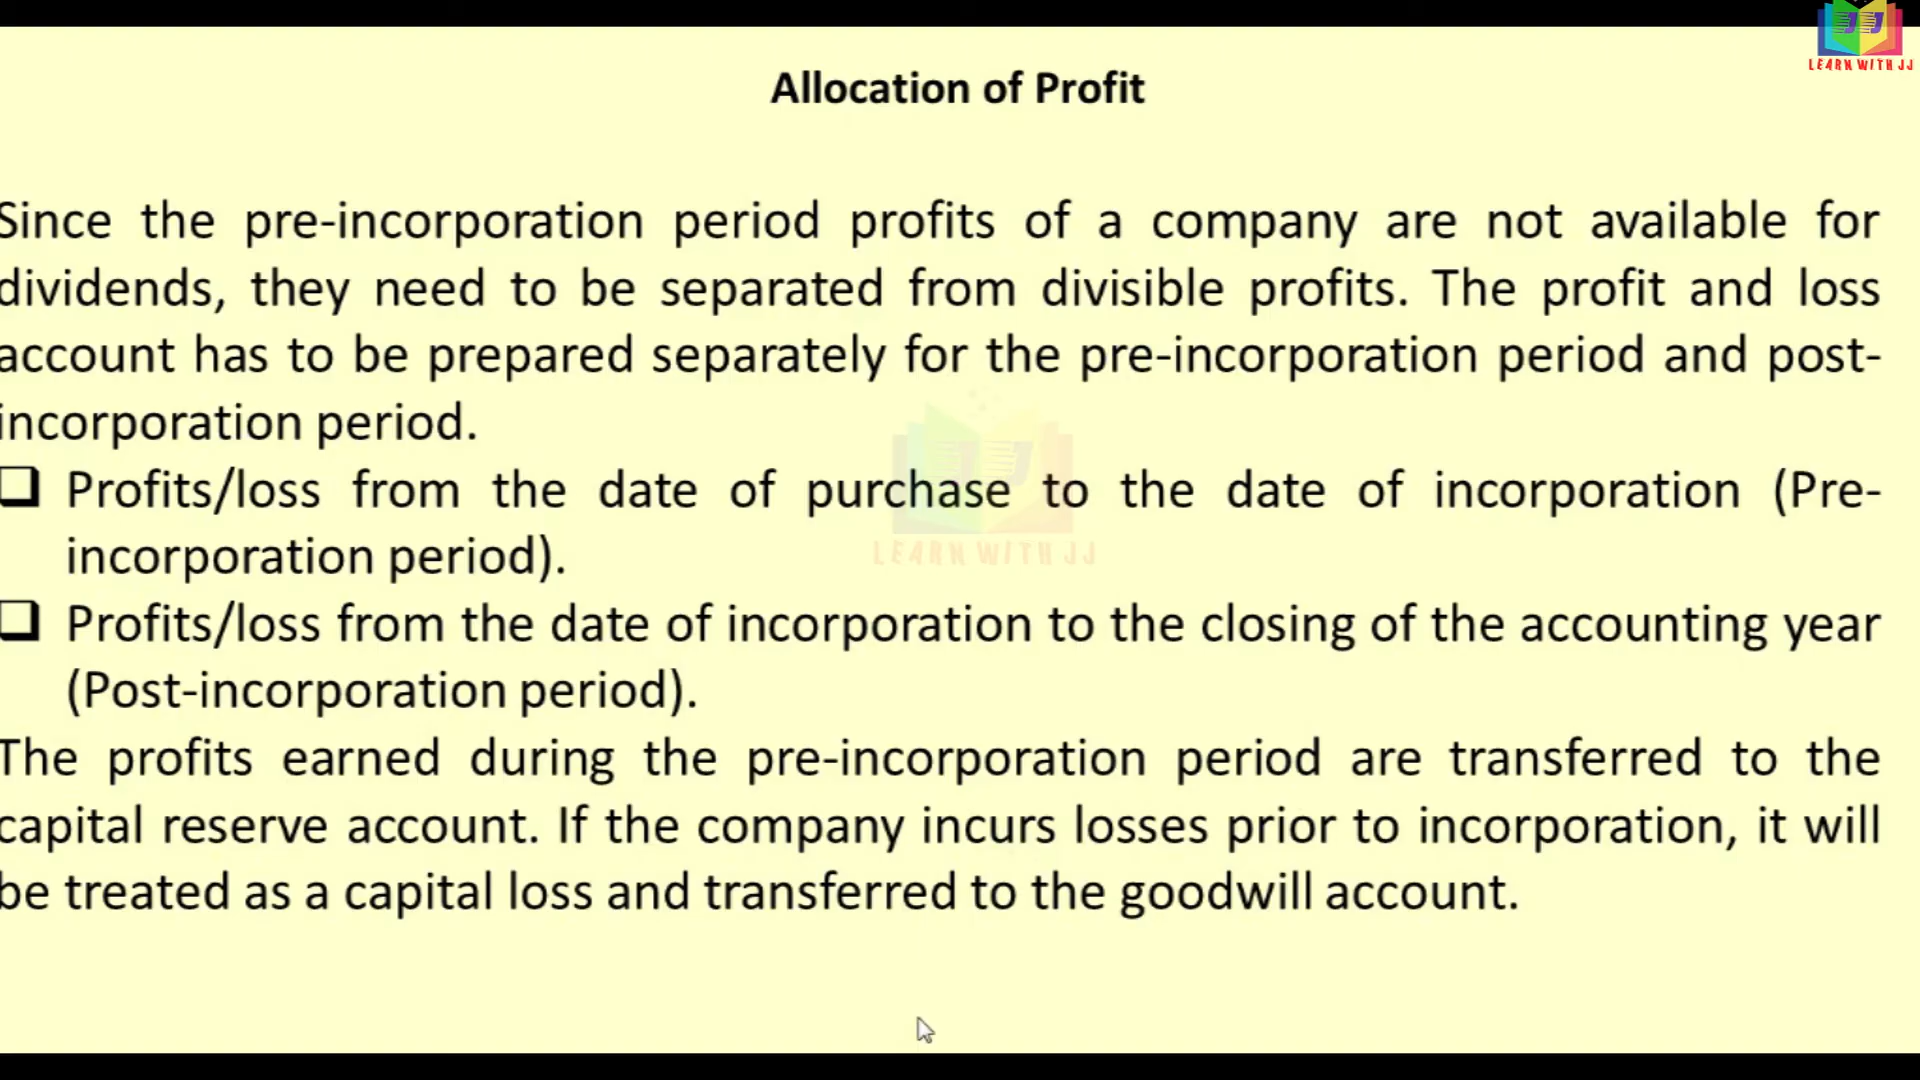 LEARN WITH JJ
Allocation of Profit
Since the pre-incorporation period profits of a company are not available for
dividends, they need to be separated from divisible profits. The profit and loss
account has to be prepared separately for the pre-incorporation period and post-
incorporation period.
❑ Profits/loss from the date of purchase to the date of incorporation (Pre-
incorporation period).
LEARN WITH JJ
❑ Profits/loss from the date of incorporation to the closing of the accounting year
(Post-incorporation period).
The profits earned during the pre-incorporation period are transferred to the
capital reserve account. If the company incurs losses prior to incorporation, it will
be treated as a capital loss and transferred to the goodwill account.